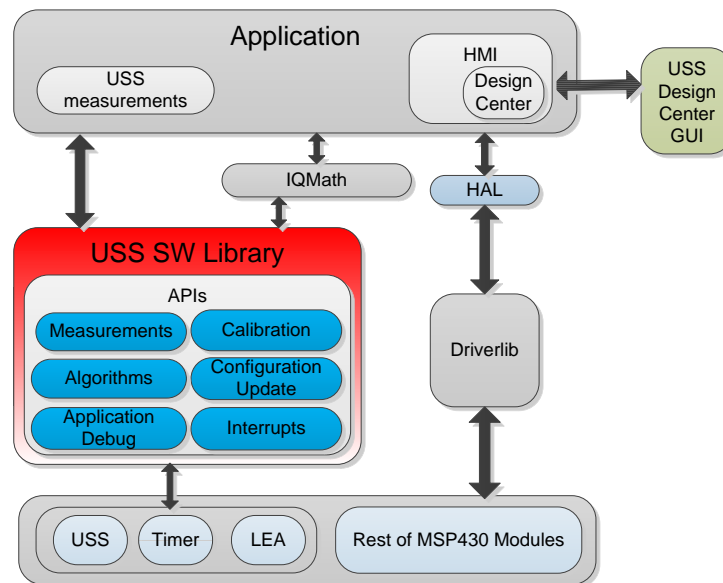 Application
USS
measurements
HMI
Design
Center
USS
Design
Center
GUI
IQMath
HAL
USS SW Library
APIs
Measurements
Calibration
Algorithms
Configuration
Update
Application
Debug
Interrupts
Driverlib
USS
Timer
LEA
Rest of MSP430 Modules